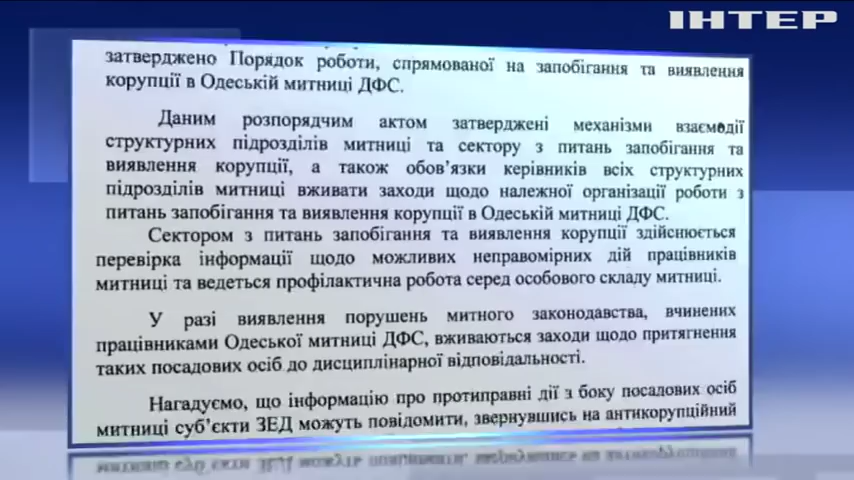 ІНТЕР
затверджено Порядок роботи, спрямованої на запобігання та виявлення
корупції в Одеській митниці ДФС.
Даним розпорядчим актом затверджені механізми взаємодії
структурних підрозділів митниці та сектору з питань запобігання та
виявлення корупції, а також обов'язки керівників всіх структурних
підрозділів митниці вживати заходи щодо належної організації роботи з
питань запобігання та виявлення корупції в Одеській митниці ДФС.
Сектором з питань запобігання та виявлення корупції здійснюється
перевірка інформації щодо можливих неправомірних дій працівників
митниці та ведеться профілактична робота серед особового складу митниці.
У разі виявлення порушень митного законодавства, вчинених
працівниками Одеської митниці ДФС, вживаються заходи щодо притягнення
таких посадових осіб до дисциплінарної відповідальності.
Нагадуємо, що інформацію про протиправні дії з боку посадових осіб
митниці суб'єкти ЗЕД можуть повідомити, звернувшись на антикорупційний